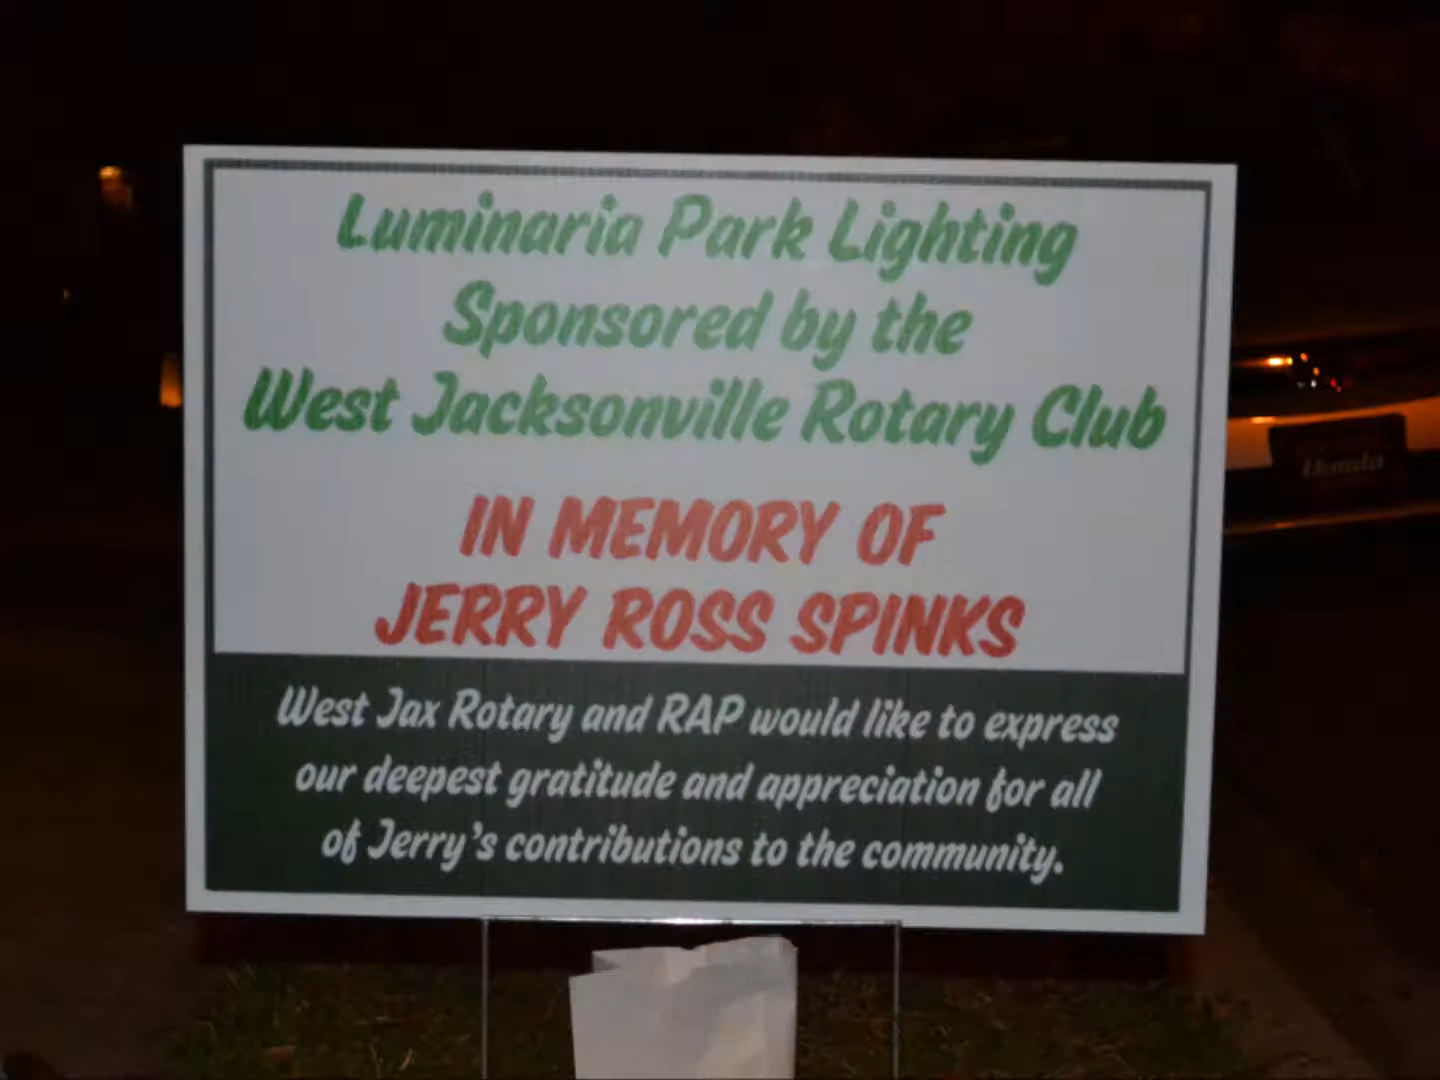 Luminaria Park Lighting
Sponsored by the
West Jacksonville Rotary Club
IN MEMORY OF
JERRY ROSS SPINKS
West Jax Rotary and RAP would like to express
our deepest gratitude and appreciation for all
of Jerry's contributions to the community.
Honda